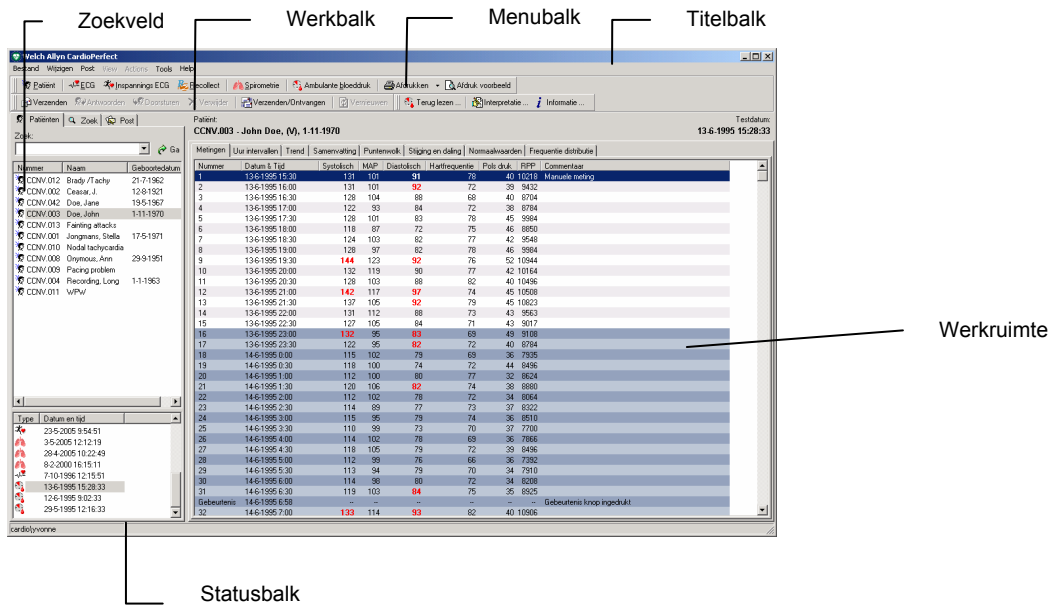 Zoekveld Werkbalk Menubalk Titelbalk
Welch Allyn CardioPerfect
Bestand Wijzigen Post View Actions Tools Help
Patiënt ECG Inspannings ECG Recollect Spirometrie Ambulante bloeddruk Afdrukken Afdruk voorbeeld
Verzenden Antwoorden Doorsturen Verwijder Verzenden/Ontvangen Vernieuwen Terug lezen ... Interpretatie ... Informatie ...
Patiënten Zoek Post
Zoek:
Ga
Nummer Naam Geboortedatum
CCNV.012 Brady /Tachy 21-7-1962
CCNV.002 Ceasar, J. 12-8-1921
CCNV.042 Doe, Jane 19-5-1967
CCNV.003 Doe, John 1-11-1970
CCNV.013 Fainting attacks
CCNV.001 Jongmans, Stella 17-5-1971
CCNV.010 Nodal tachycardia
CCNV.008 Onymous, Ann 29-9-1951
CCNV.009 Pacing problem
CCNV.004 Recording, Long 1-1-1963
CCNV.011 WPW
Type Datum en tijd
23-5-2005 9:54:51
3-5-2005 12:12:19
28-4-2005 10:22:49
8-2-2000 16:15:11
7-10-1996 12:15:51
13-6-1995 15:28:33
12-6-1995 9:02:33
29-5-1995 12:16:33
Patiënt: Testdatum:
CCNV.003 - John Doe, (V), 1-11-1970 13-6-1995 15:28:33
Metingen Uur intervallen Trend Samenvatting Puntenwolk Stijging en daling Normaalwaarden Frequentie distributie
Nummer Datum & Tijd Systolisch MAP Diastolisch Hartfrequentie Pols druk RPP Commentaar
1 13-6-1995 15:30 131 101 91 78 40 10218 Manuele meting
2 13-6-1995 16:00 131 101 92 72 39 9432
3 13-6-1995 16:30 128 104 88 68 40 8704
4 13-6-1995 17:00 122 93 84 72 38 8784
5 13-6-1995 17:30 128 101 83 78 45 9984
6 13-6-1995 18:00 118 87 72 75 46 8850
7 13-6-1995 18:30 124 103 82 77 42 9548
8 13-6-1995 19:00 128 97 82 78 46 9984
9 13-6-1995 19:30 144 123 92 76 52 10944
10 13-6-1995 20:00 132 119 90 77 42 10164
11 13-6-1995 20:30 128 103 88 82 40 10496
12 13-6-1995 21:00 142 117 97 74 45 10508
13 13-6-1995 21:30 137 105 92 79 45 10823
14 13-6-1995 22:00 131 112 88 73 43 9563
15 13-6-1995 22:30 127 105 84 71 43 9017
16 13-6-1995 23:00 132 95 83 69 49 9108
17 13-6-1995 23:30 122 95 82 72 40 8784
18 14-6-1995 0:00 115 102 79 69 36 7935
19 14-6-1995 0:30 118 100 74 72 44 8496
20 14-6-1995 1:00 112 100 80 77 32 8624
21 14-6-1995 1:30 120 106 82 74 38 8880
22 14-6-1995 2:00 112 102 78 72 34 8064
23 14-6-1995 2:30 114 89 77 73 37 8322
24 14-6-1995 3:00 115 95 79 74 36 8510
25 14-6-1995 3:30 110 99 73 70 37 7700
26 14-6-1995 4:00 114 102 78 69 36 7866
27 14-6-1995 4:30 118 105 79 72 39 8496
28 14-6-1995 5:00 112 99 76 66 36 7392
29 14-6-1995 5:30 113 94 79 70 34 7910
30 14-6-1995 6:00 114 98 80 72 34 8208
31 14-6-1995 6:30 119 103 84 75 35 8925
Gebeurtenis 14-6-1995 6:58 -- -- -- -- -- -- Gebeurtenis knop ingedrukt
32 14-6-1995 7:00 133 114 93 82 40 10906
Werkruimte
cardio\yvonne
Statusbalk